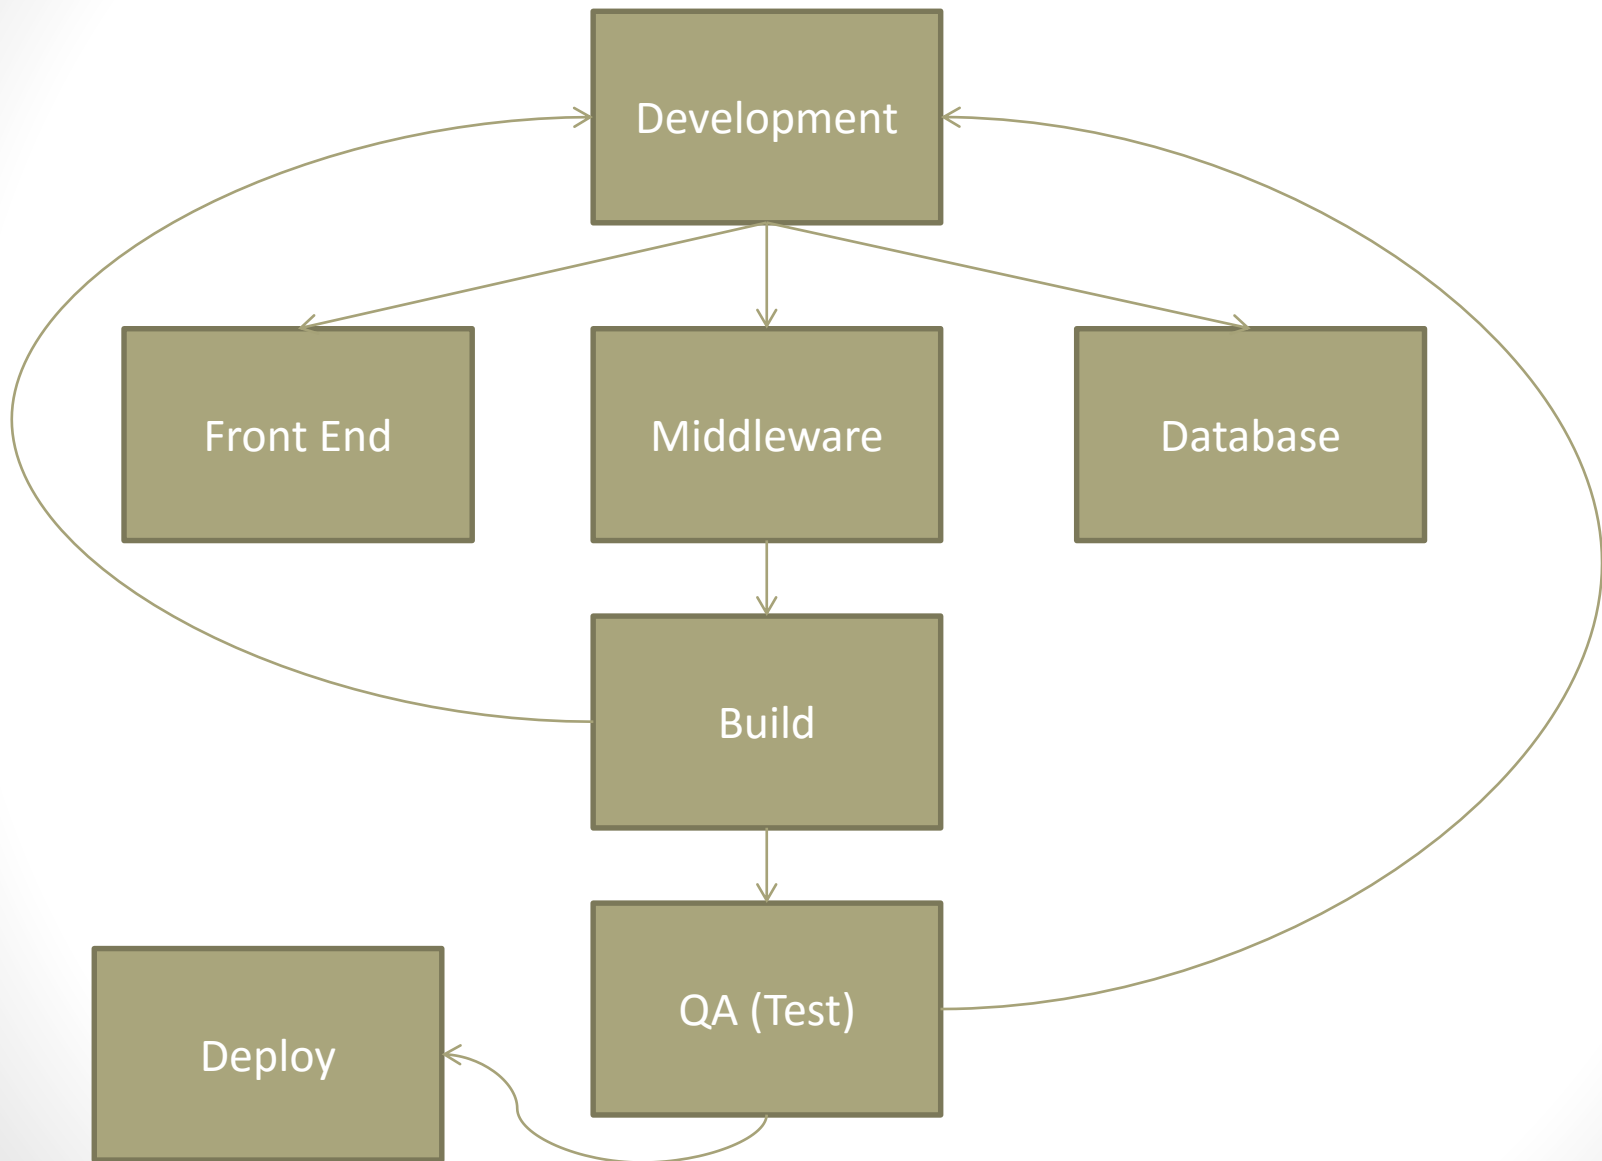 Development
Front End
Middleware
Database
Build
QA (Test)
Deploy